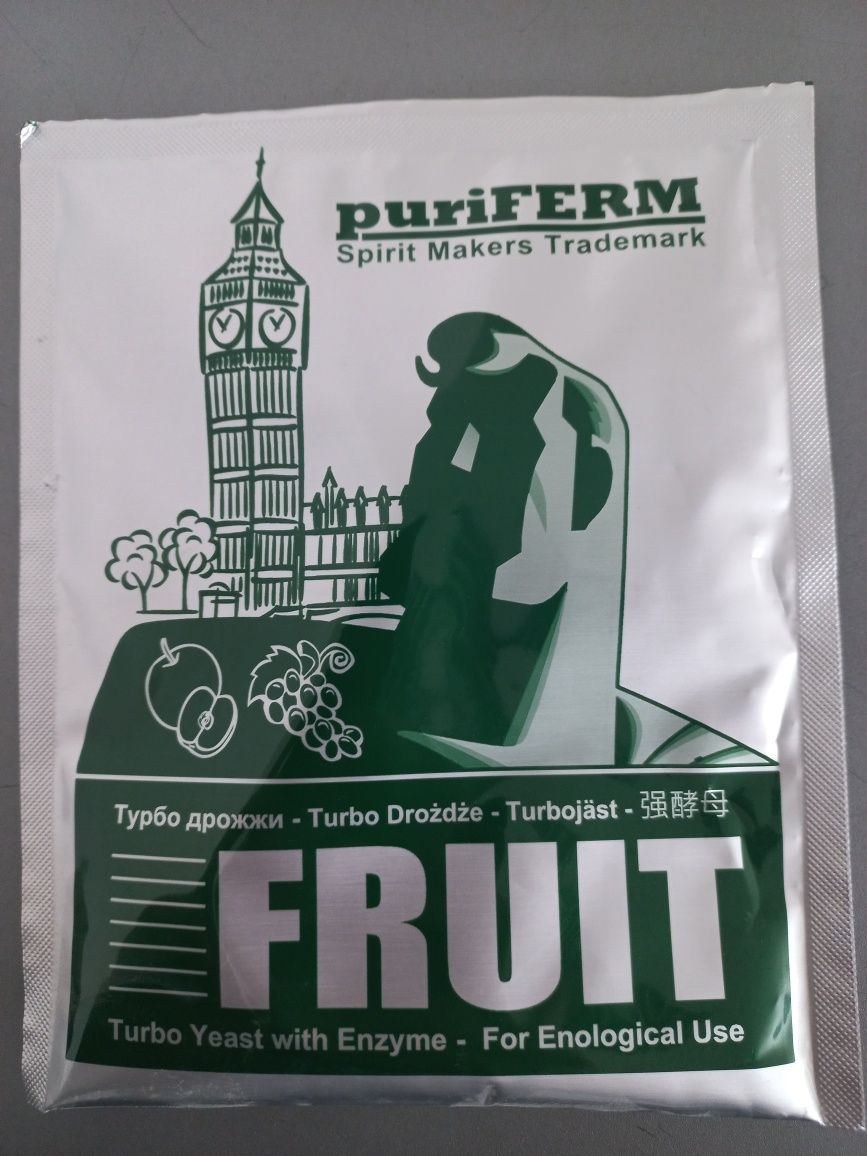 puriFERM
Spirit Makers Trademark
Турбо дрожжи - Turbo Drożdże - Turbojäst - 强酵母
FRUIT
Turbo Yeast with Enzyme - For Enological Use